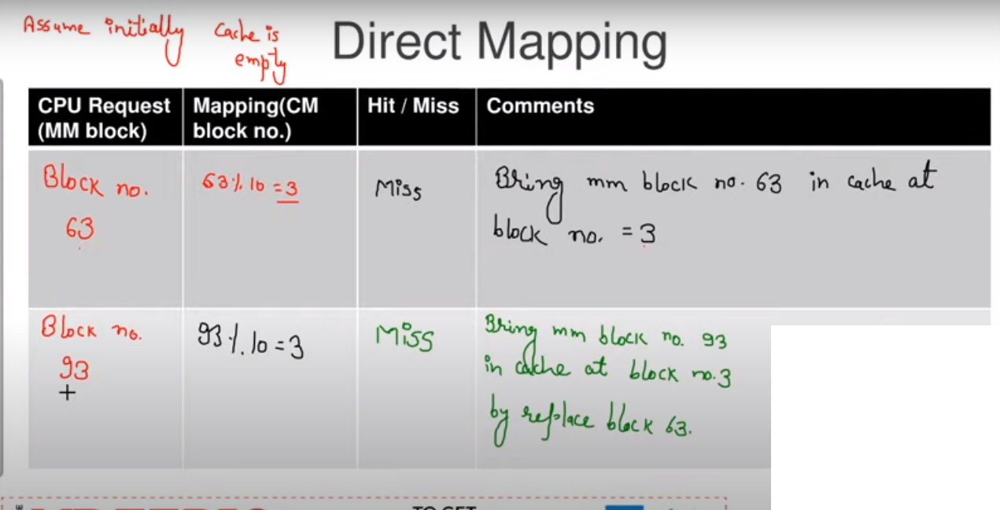 Assume initially Cache is
empty
Direct Mapping
CPU Request
(MM block)
Mapping(CM
block no.)
Hit / Miss
Comments
Block no.
63
63 % 10 = 3
Miss
Bring mm block no. 63 in cache at
block no. = 3
Block no.
93
93 % 10 = 3
Miss
Bring mm block no. 93
in cache at block no. 3
by replace block 63.
TO GET